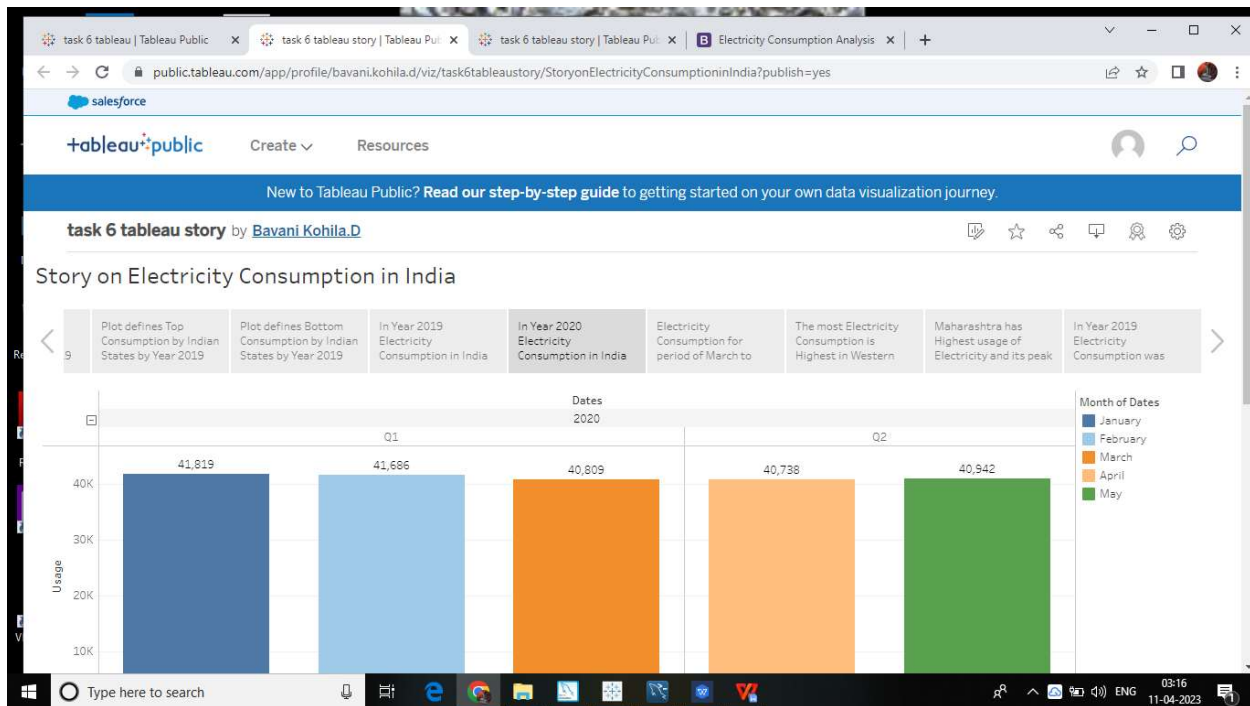 task 6 tableau | Tableau Public
task 6 tableau story | Tableau Pub
task 6 tableau story | Tableau Pub
B Electricity Consumption Analysis
public.tableau.com/app/profile/bavani.kohila.d/viz/task6tableaustory/StoryonElectricityConsumptioninIndia?publish=yes
salesforce
+ableau public
Create
Resources
New to Tableau Public? Read our step-by-step guide to getting started on your own data visualization journey.
task 6 tableau story by Bavani Kohila.D
Story on Electricity Consumption in India
9
Plot defines Top
Consumption by Indian
States by Year 2019
Plot defines Bottom
Consumption by Indian
States by Year 2019
In Year 2019
Electricity
Consumption in India
In Year 2020
Electricity
Consumption in India
Electricity
Consumption for
period of March to
The most Electricity
Consumption is
Highest in Western
Maharashtra has
Highest usage of
Electricity and its peak
In Year 2019
Electricity
Consumption was
Re
Dates
2020
Q1
Q2
41,819
41,686
40,809
40,738
40,942
40K
30K
20K
10K
Usage
Month of Dates
January
February
March
April
May
Type here to search
ENG
03:16
11-04-2023
1